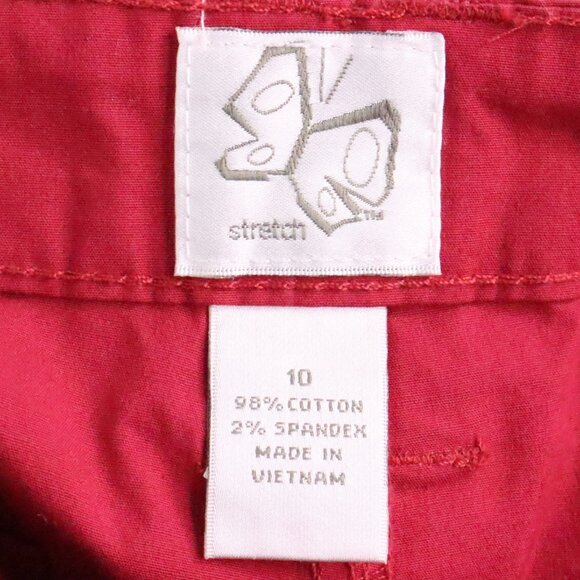 stretch
TM
10
98% COTTON
2% SPANDEX
MADE IN
VIETNAM